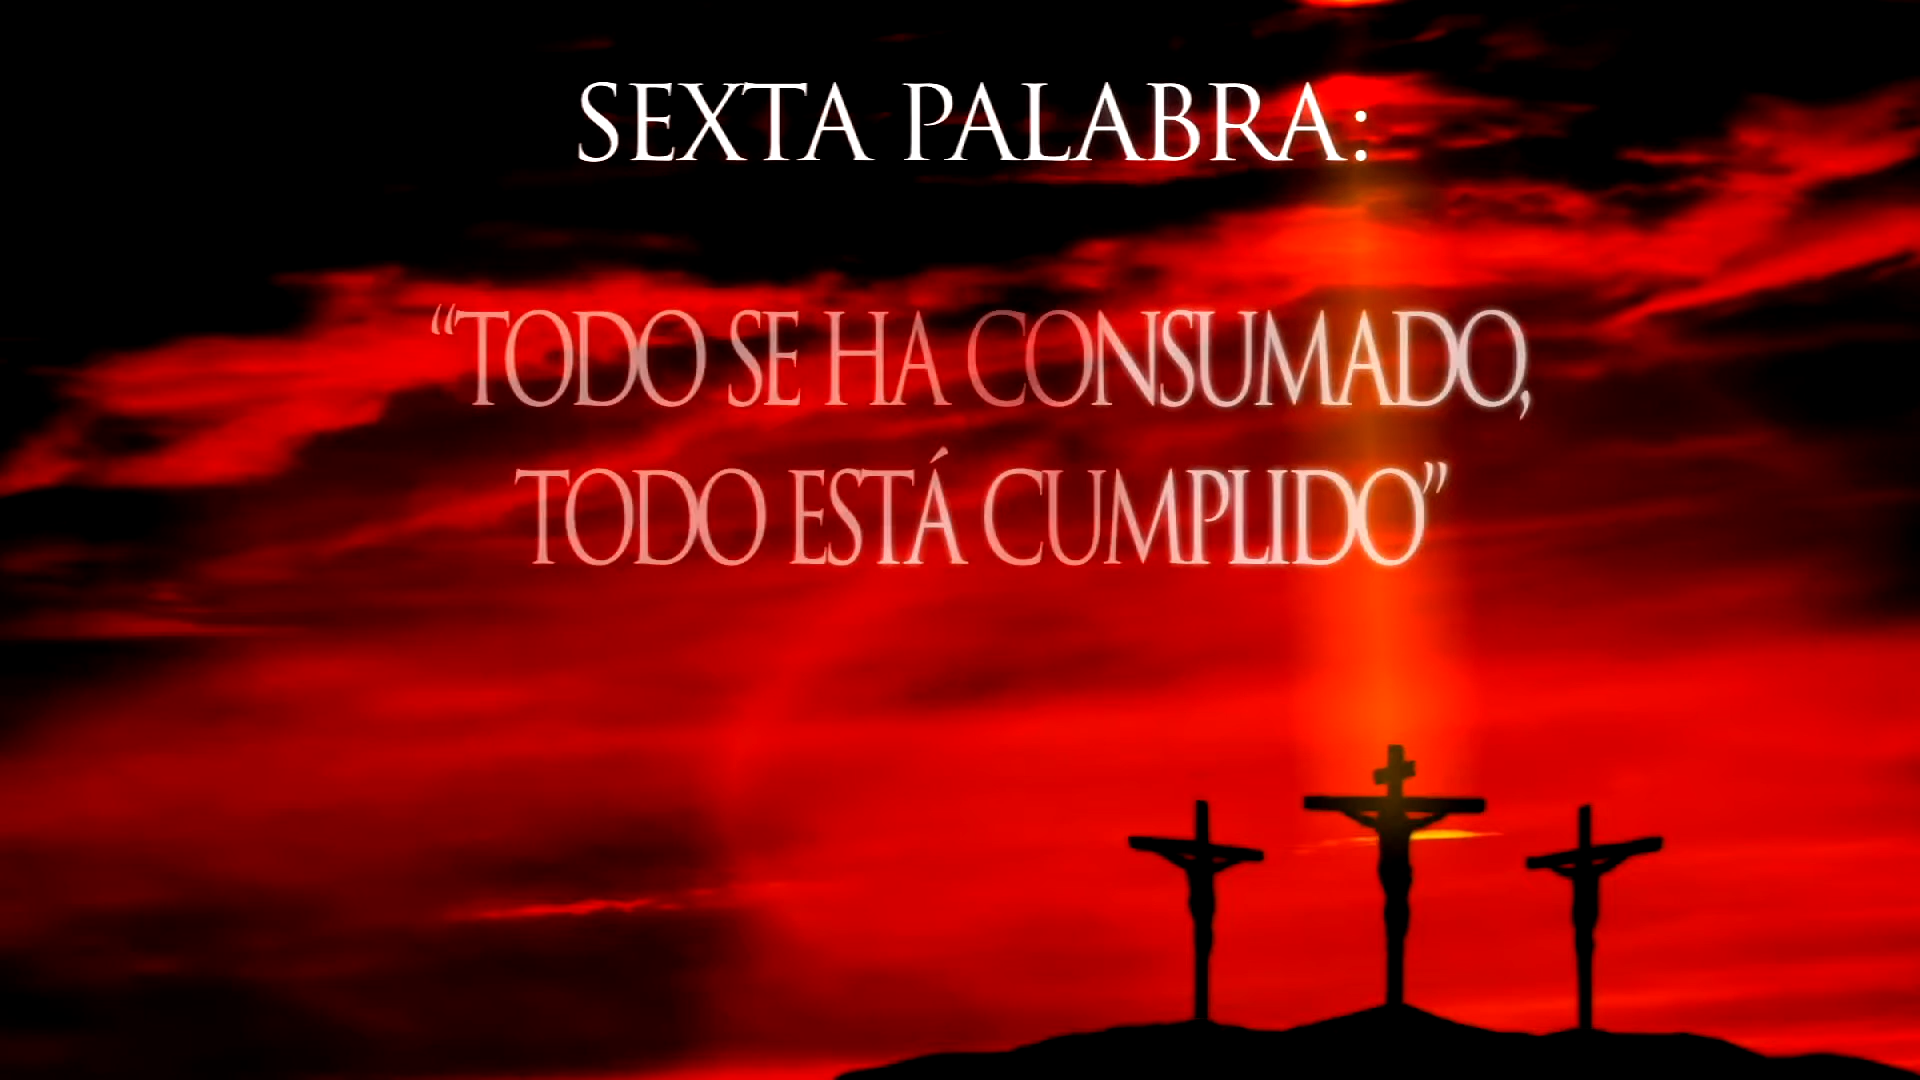 SEXTA PALABRA:
“TODO SE HA CONSUMADO,
TODO ESTÁ CUMPLIDO”